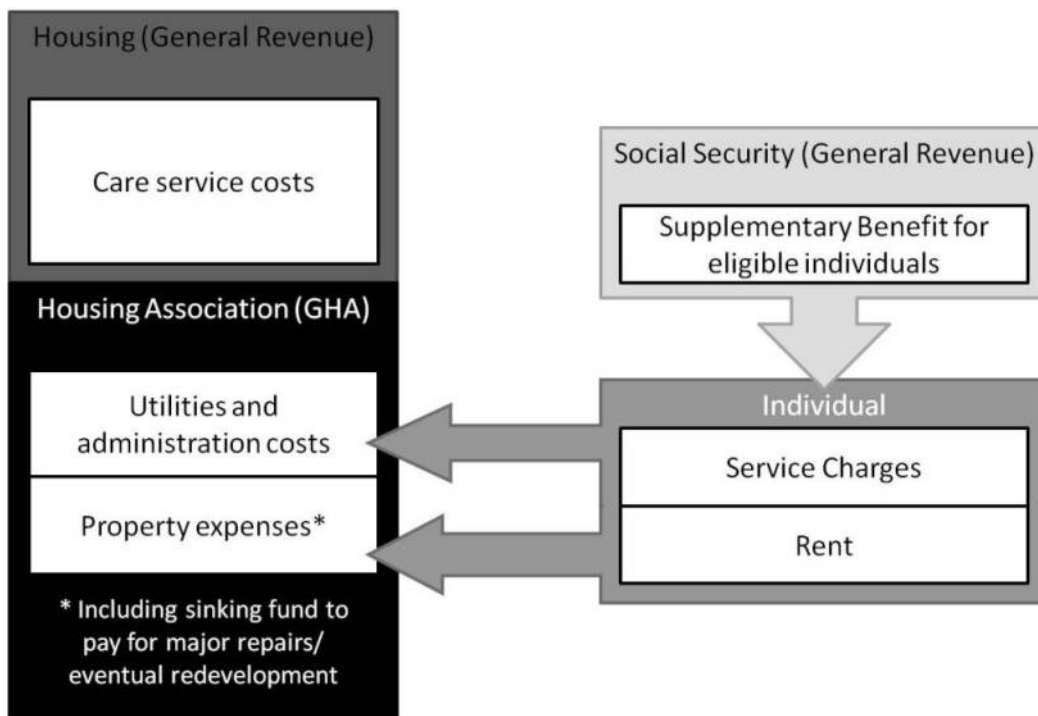 Housing (General Revenue)
Care service costs
Housing Association (GHA)
Utilities and
administration costs
Property expenses*
* Including sinking fund to
pay for major repairs/
eventual redevelopment
Social Security (General Revenue)
Supplementary Benefit for
eligible individuals
Individual
Service Charges
Rent